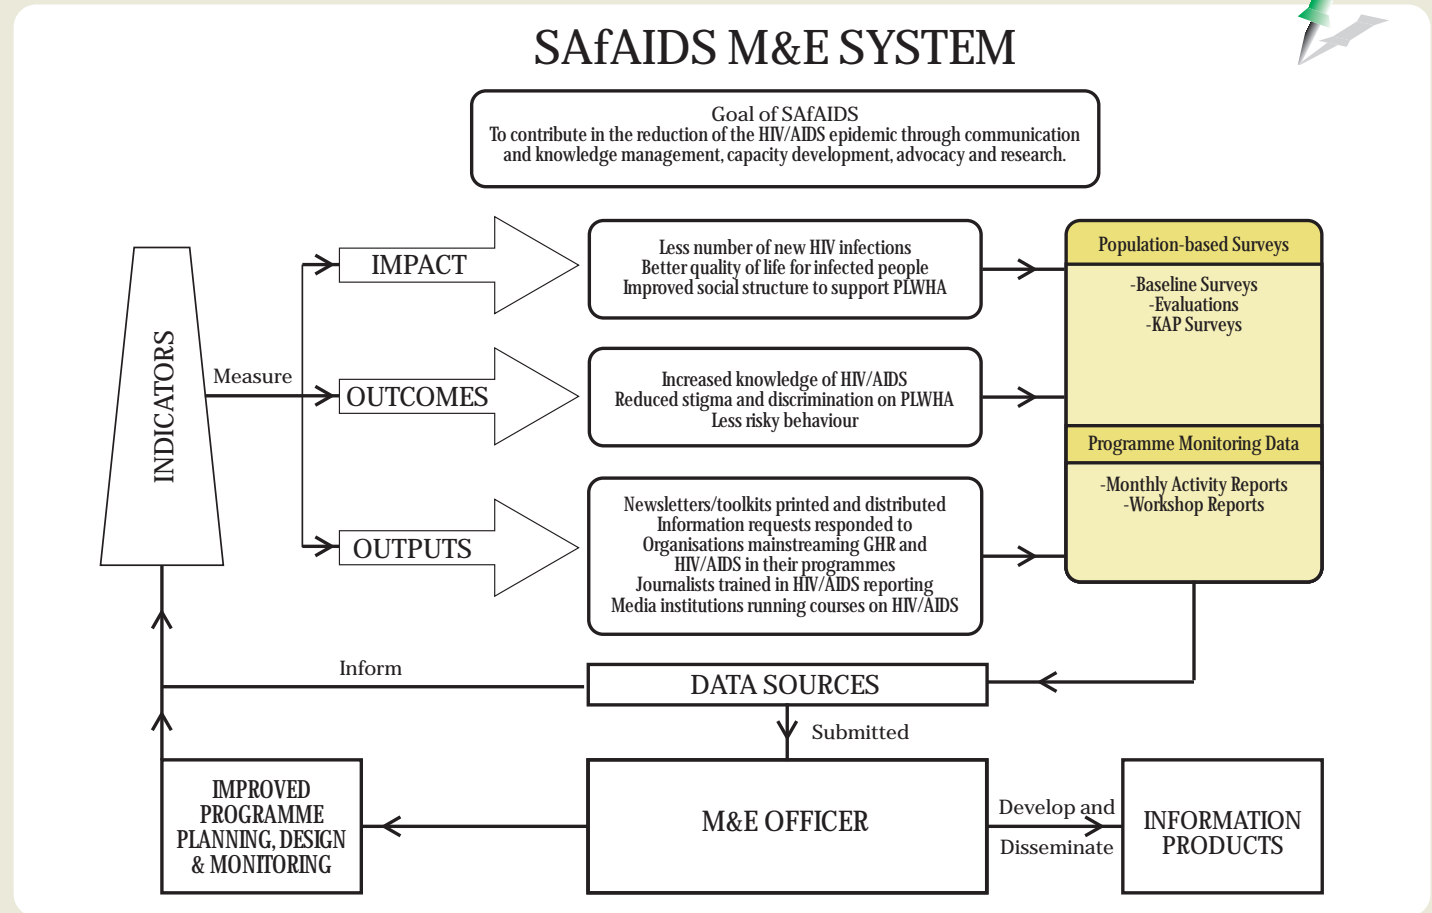 SAfAIDS M&E SYSTEM
Goal of SAfAIDS
To contribute in the reduction of the HIV/AIDS epidemic through communication
and knowledge management, capacity development, advocacy and research.
INDICATORS
Measure
IMPACT
Less number of new HIV infections
Better quality of life for infected people
Improved social structure to support PLWHA
OUTCOMES
Increased knowledge of HIV/AIDS
Reduced stigma and discrimination on PLWHA
Less risky behaviour
OUTPUTS
Newsletters/toolkits printed and distributed
Information requests responded to
Organisations mainstreaming GHR and
HIV/AIDS in their programmes
Journalists trained in HIV/AIDS reporting
Media institutions running courses on HIV/AIDS
Population-based Surveys
-Baseline Surveys
-Evaluations
-KAP Surveys
Programme Monitoring Data
-Monthly Activity Reports
-Workshop Reports
Inform
DATA SOURCES
Submitted
IMPROVED
PROGRAMME
PLANNING, DESIGN
& MONITORING
M&E OFFICER
Develop and
Disseminate
INFORMATION
PRODUCTS